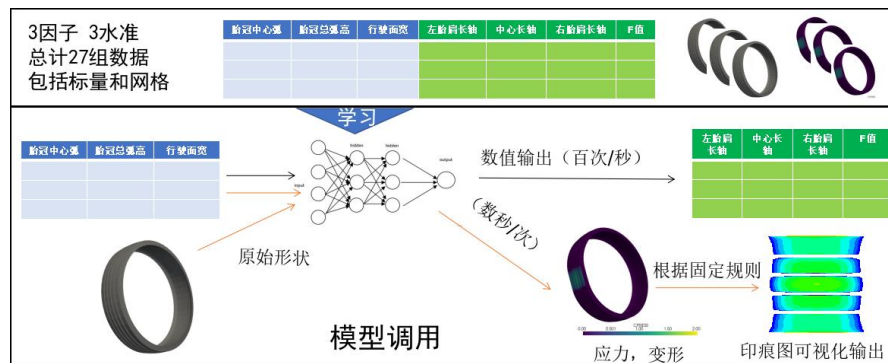 3因子 3水准
总计27组数据
包括标量和网格
胎冠中心弧 胎冠总弧高 行驶面宽 左胎肩长轴 中心长轴 右胎肩长轴 F值
学习
胎冠中心弧 胎冠总弧高 行驶面宽
input
hidden
hidden
output
数值输出（百次/秒）
（数秒/次）
左胎肩
长轴
中心长
轴
右胎肩
长轴
F值
原始形状
根据固定规则
模型调用
应力，变形
印痕图可视化输出